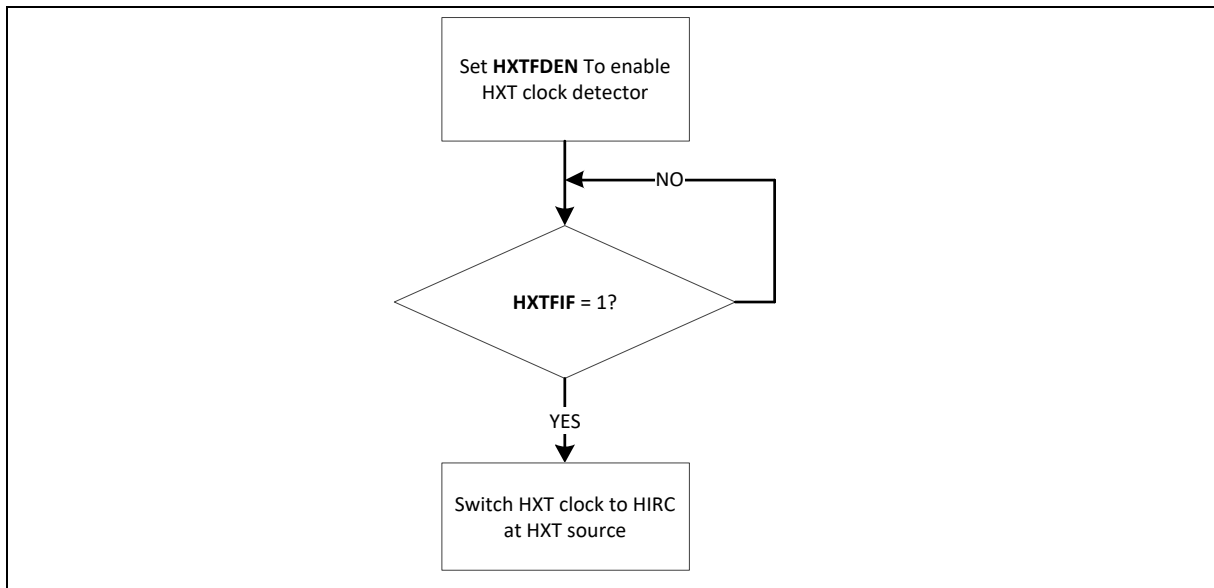 Set HXTFDEN To enable
HXT clock detector
NO
HXTFIF = 1?
YES
Switch HXT clock to HIRC
at HXT source